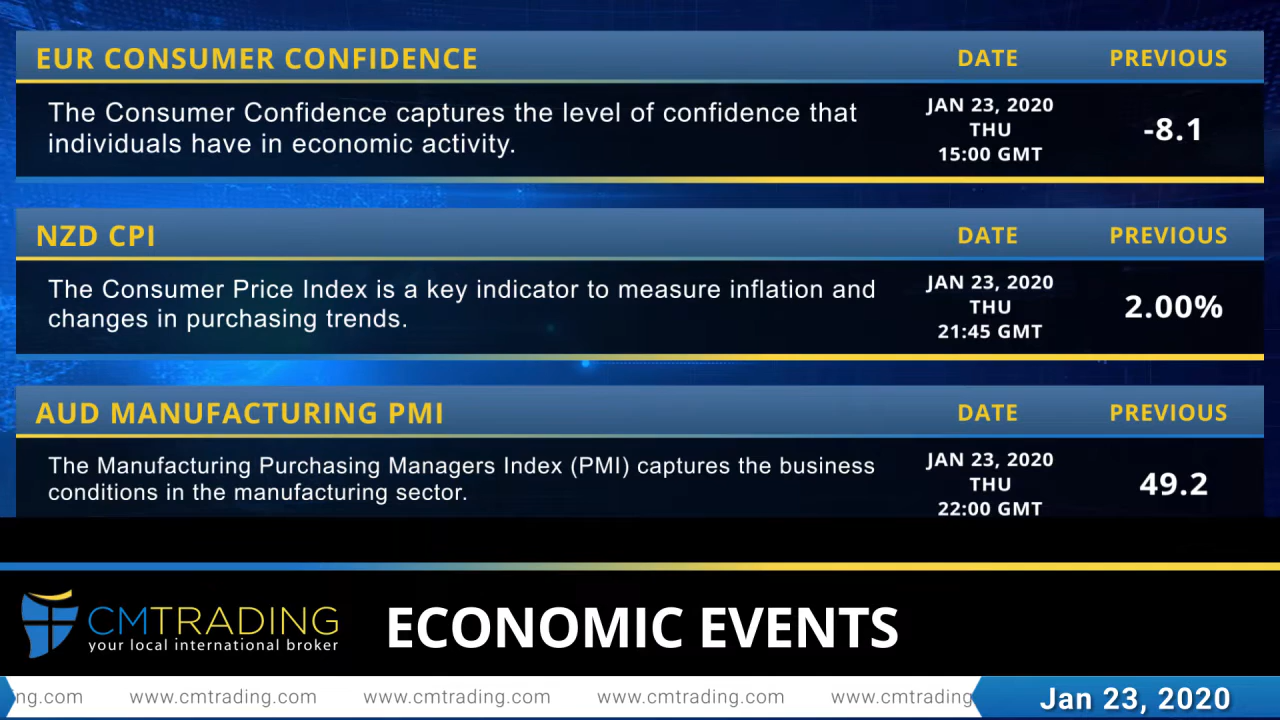 EUR CONSUMER CONFIDENCE DATE PREVIOUS
The Consumer Confidence captures the level of confidence that
individuals have in economic activity.
JAN 23, 2020
THU
15:00 GMT
-8.1
NZD CPI DATE PREVIOUS
The Consumer Price Index is a key indicator to measure inflation and
changes in purchasing trends.
JAN 23, 2020
THU
21:45 GMT
2.00%
AUD MANUFACTURING PMI DATE PREVIOUS
The Manufacturing Purchasing Managers Index (PMI) captures the business
conditions in the manufacturing sector.
JAN 23, 2020
THU
22:00 GMT
49.2
CMTRADING
your local international broker
ECONOMIC EVENTS
ng.com www.cmtrading.com www.cmtrading.com www.cmtrading.com www.cmtrading
Jan 23, 2020